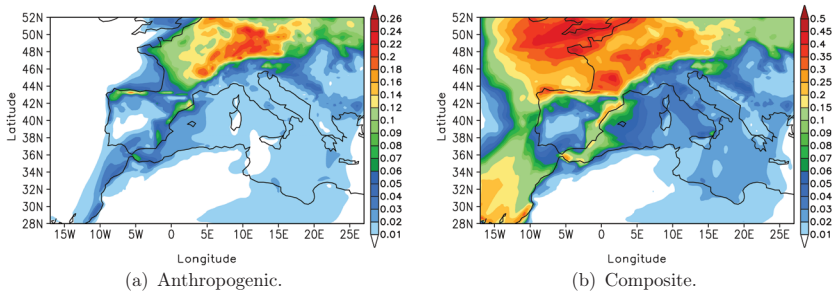 52N
50N
48N
46N
44N
42N
40N
38N
36N
34N
32N
30N
28N
Latitude
15W 10W 5W 0 5E 10E 15E 20E 25E
Longitude
0.26
0.24
0.22
0.2
0.18
0.16
0.14
0.12
0.1
0.09
0.08
0.07
0.06
0.05
0.04
0.03
0.02
0.01
(a) Anthropogenic.
52N
50N
48N
46N
44N
42N
40N
38N
36N
34N
32N
30N
28N
Latitude
15W 10W 5W 0 5E 10E 15E 20E 25E
Longitude
0.5
0.45
0.4
0.35
0.3
0.25
0.2
0.15
0.12
0.1
0.09
0.08
0.07
0.06
0.05
0.04
0.03
0.02
0.01
(b) Composite.